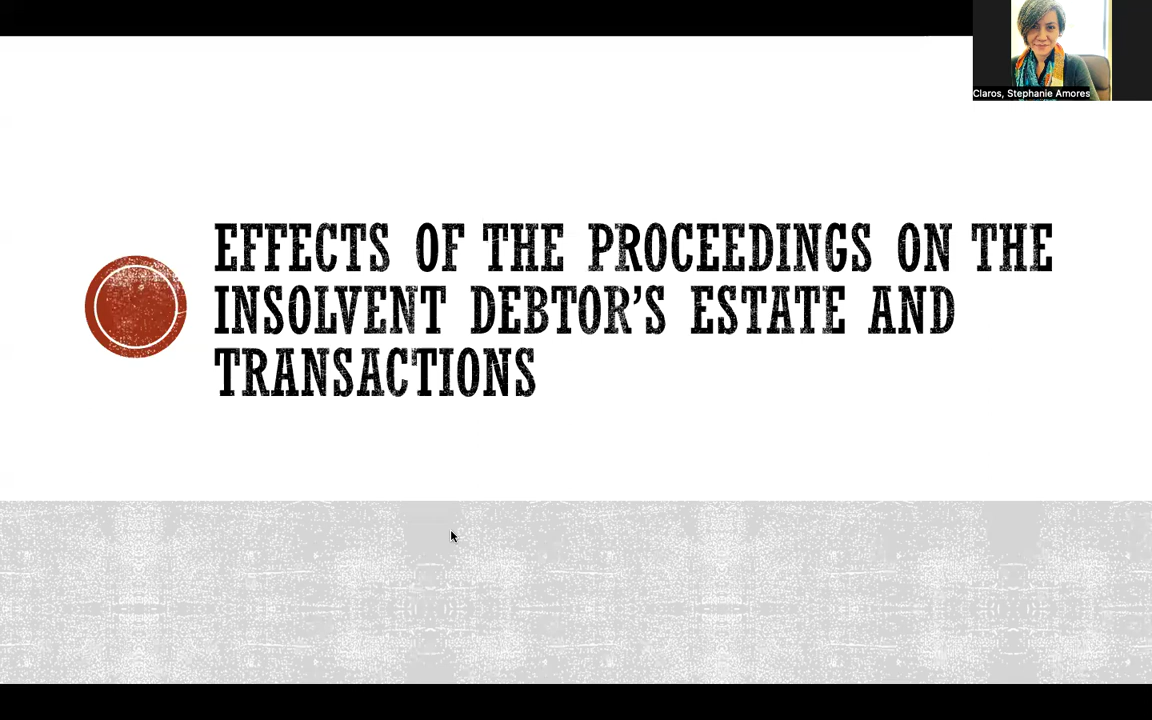 Claros, Stephanie Amores
EFFECTS OF THE PROCEEDINGS ON THE
INSOLVENT DEBTOR’S ESTATE AND
TRANSACTIONS